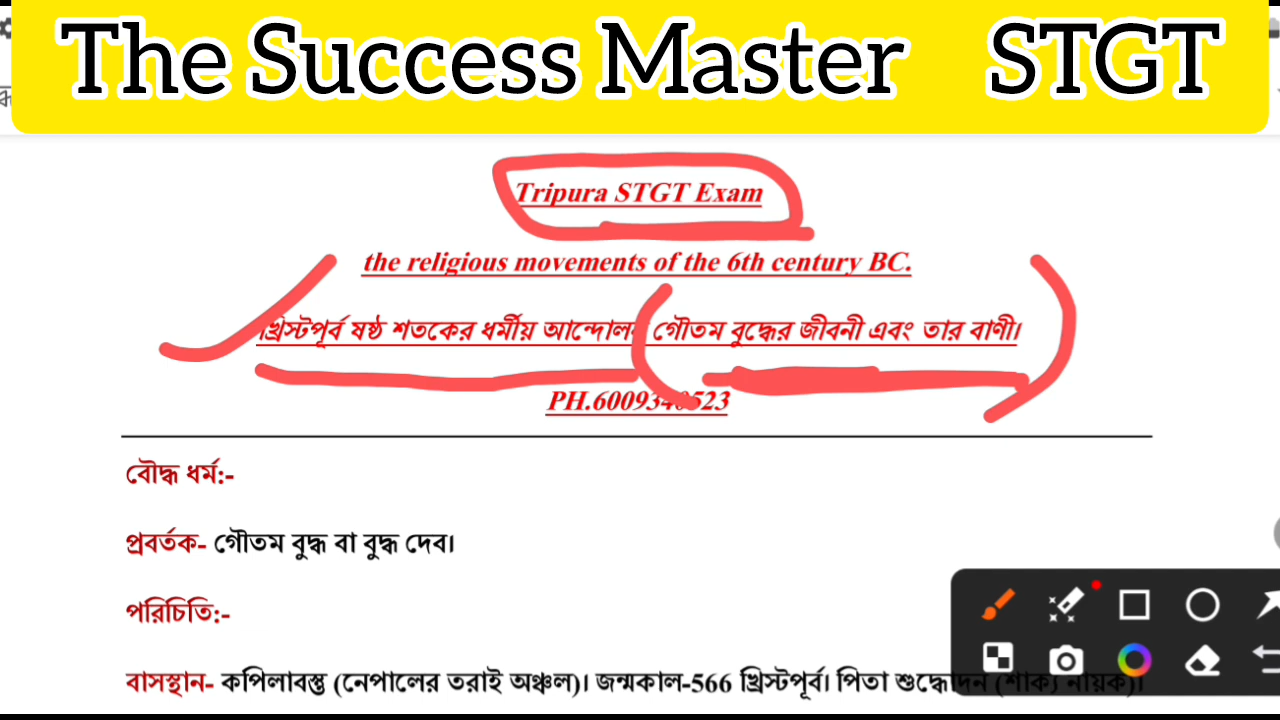 The Success Master STGT
Tripura STGT Exam
the religious movements of the 6th century BC.
খ্রিস্টপূর্ব ষষ্ঠ শতকের ধর্মীয় আন্দোলন গৌতম বুদ্ধের জীবনী এবং তার বাণী।
PH.6009340523
বৌদ্ধ ধর্ম:-
প্রবর্তক- গৌতম বুদ্ধ বা বুদ্ধ দেব।
পরিচিতি:-
বাসস্থান- কপিলাবস্তু (নেপালের তরাই অঞ্চল)। জন্মকাল-566 খ্রিস্টপূর্ব। পিতা শুদ্ধোদন (শাক্য নায়ক)।